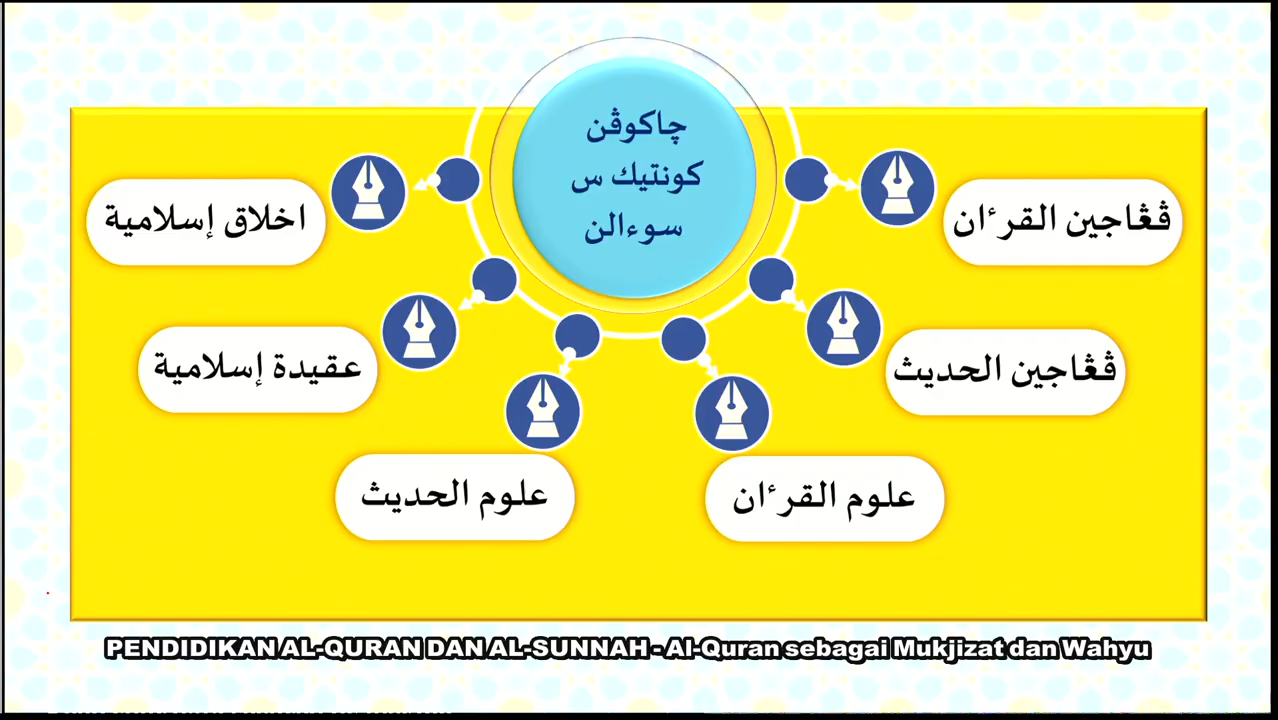 چاكوڤن
كونتيك س
سوءالن
ڤڠاجين القرءان
ڤڠاجين الحديث
علوم القرءان
علوم الحديث
عقيدة إسلامية
اخلاق إسلامية
PENDIDIKAN AL-QURAN DAN AL-SUNNAH - Al-Quran sebagai Mukjizat dan Wahyu